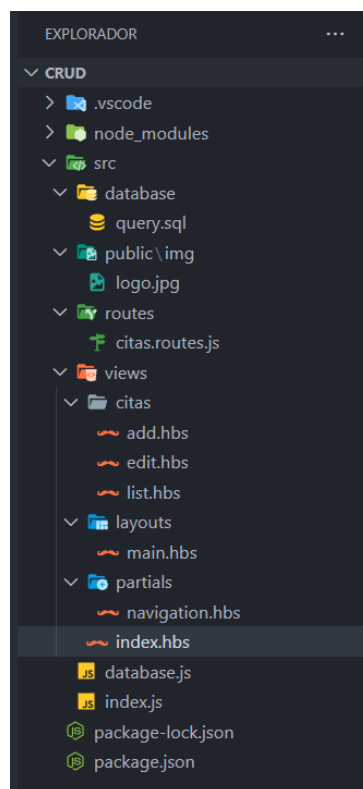 EXPLORADOR ...
CRUD
.vscode
node_modules
src
database
query.sql
public\img
logo.jpg
routes
citas.routes.js
views
citas
add.hbs
edit.hbs
list.hbs
layouts
main.hbs
partials
navigation.hbs
index.hbs
JS database.js
JS index.js
package-lock.json
package.json